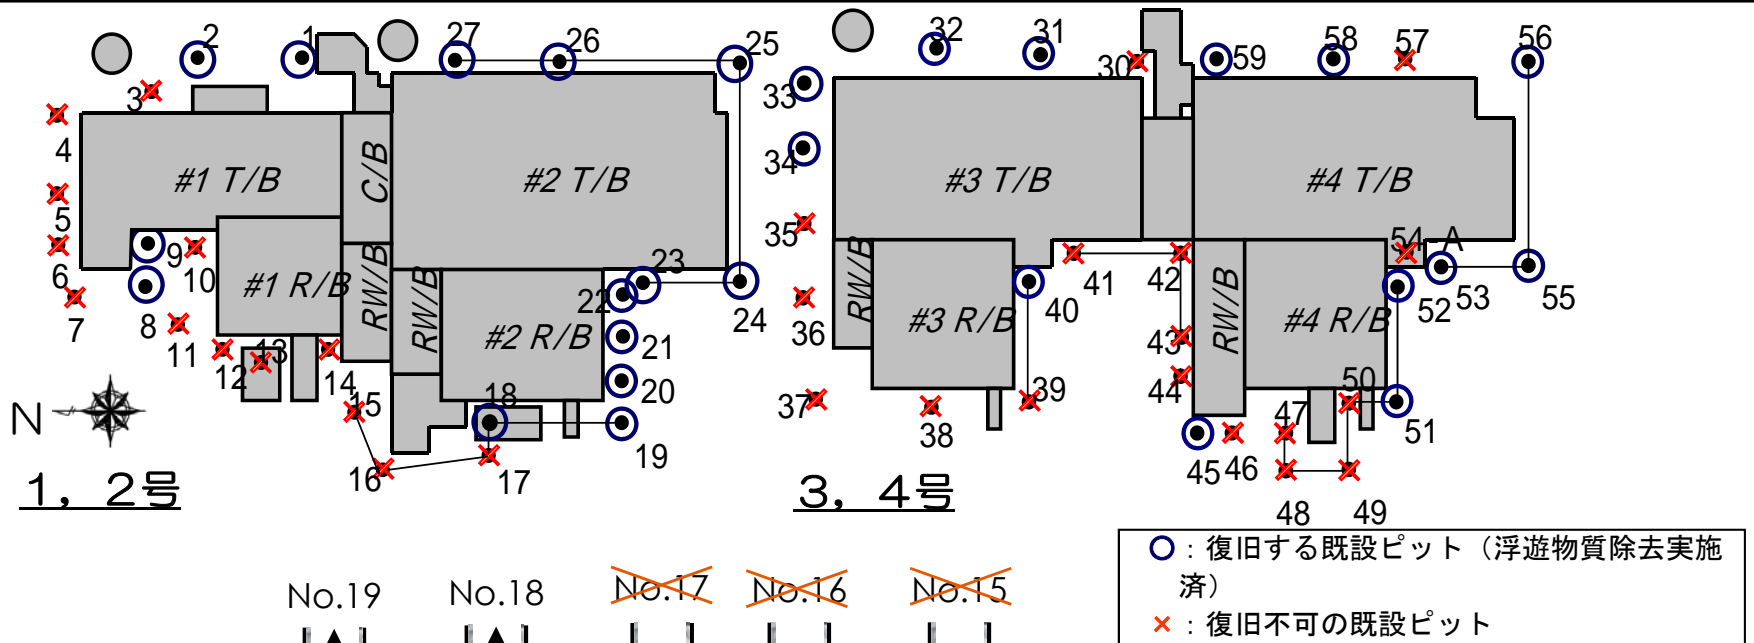 2 1 27 26 25 32 31 30 59 58 57 56
3 33
4 34
#1 T/B C/B #2 T/B #3 T/B #4 T/B
5 35
9 10 23 41 42 54-A
6 22 24 40 52 53 55
#1 R/B RW/B RW/B #2 R/B RW/B #3 R/B RW/B #4 R/B
7 8 11 21 36 43
12 13 14 20 44
15 18 19 37 38 39 50 51
N
16 17 45 46 47
1，2号 3，4号
48 49
○：復旧する既設ピット（浮遊物質除去実施
済）
×：復旧不可の既設ピット
No.19 No.18 No.17 No.16 No.15